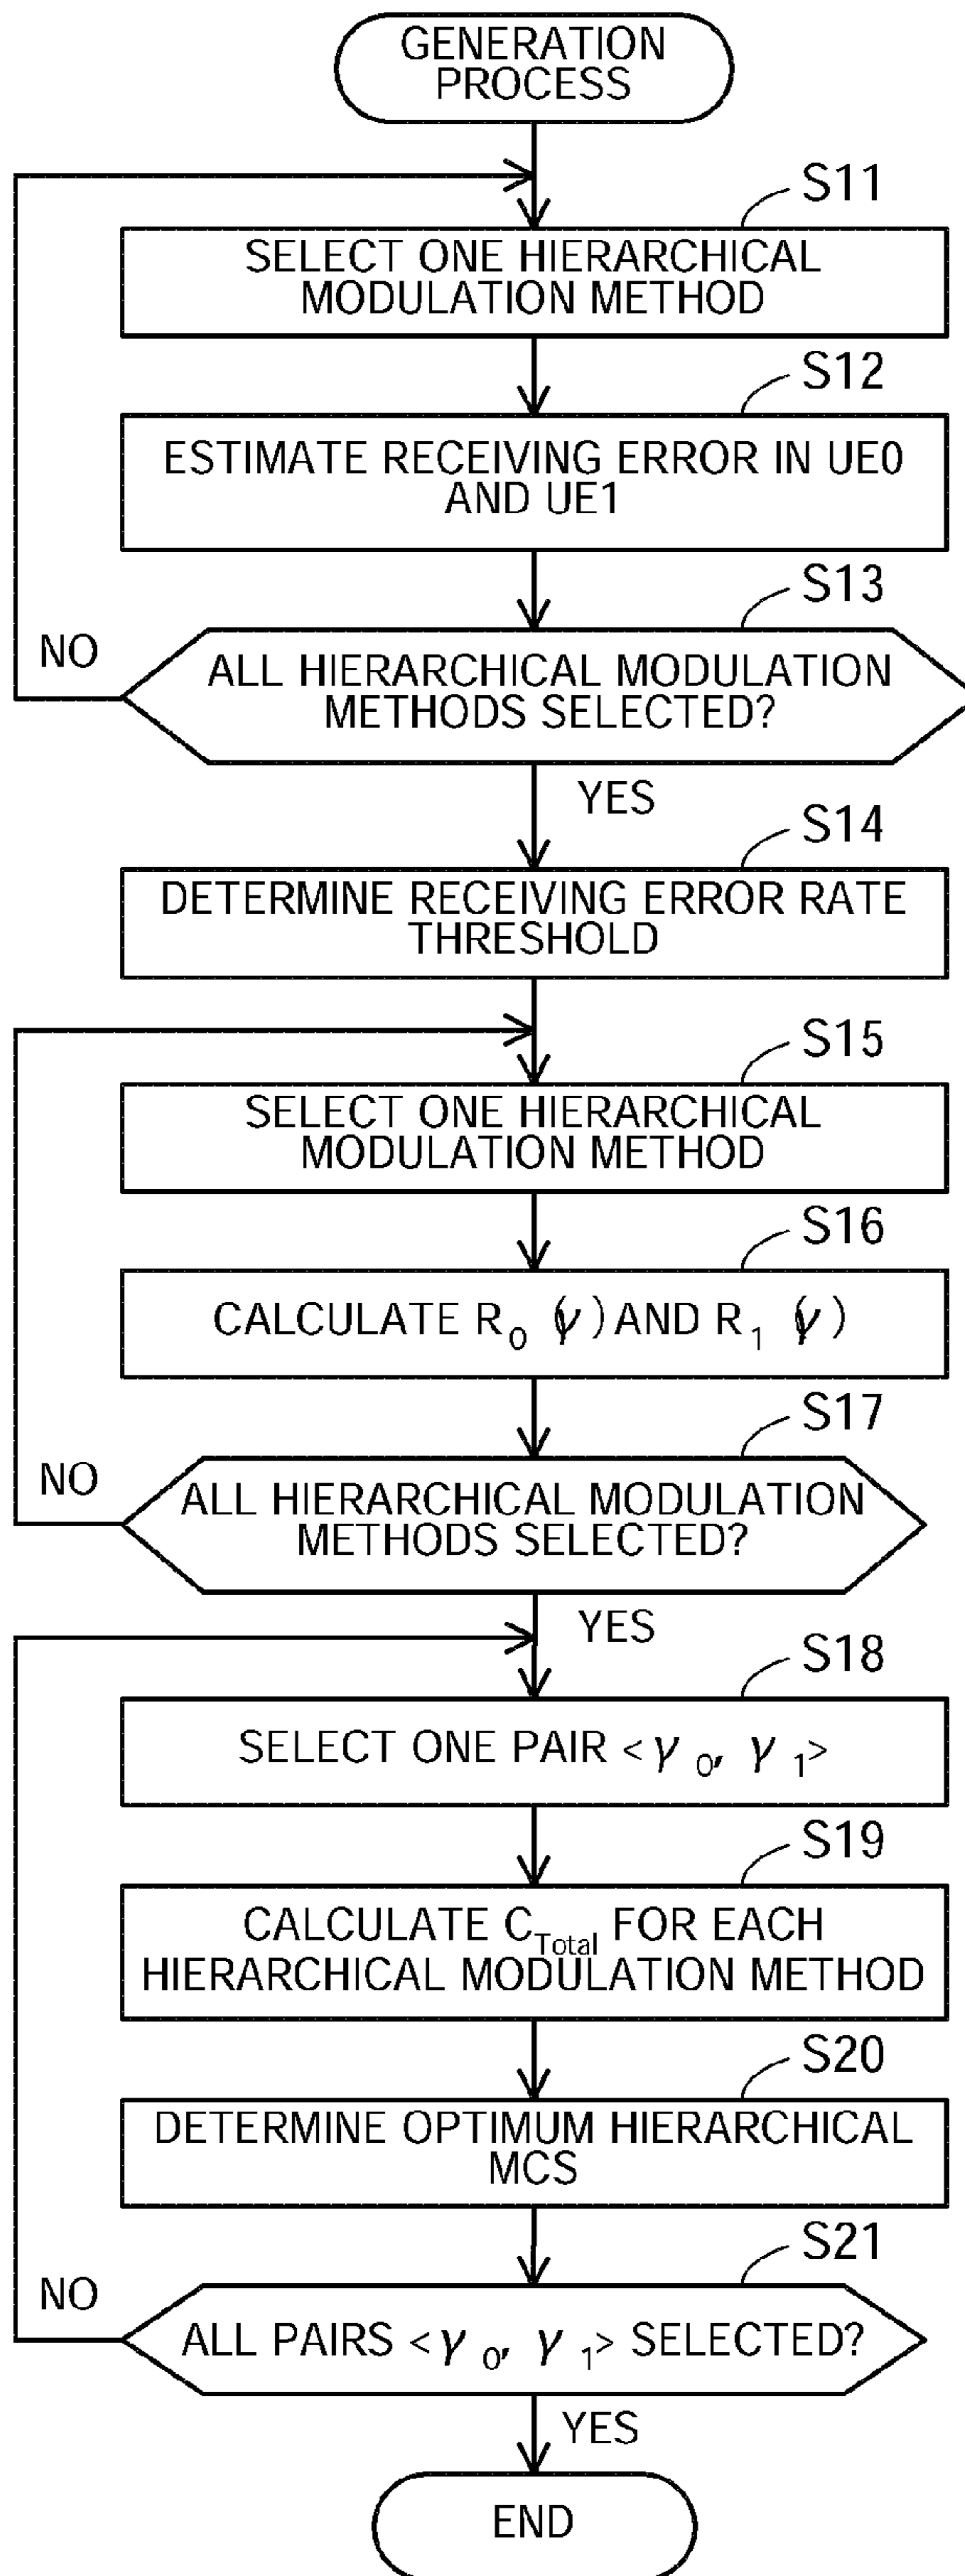 GENERATION
PROCESS
S11
SELECT ONE HIERARCHICAL
MODULATION METHOD
S12
ESTIMATE RECEIVING ERROR IN UE0
AND UE1
S13
NO
ALL HIERARCHICAL MODULATION
METHODS SELECTED?
YES
S14
DETERMINE RECEIVING ERROR RATE
THRESHOLD
S15
SELECT ONE HIERARCHICAL
MODULATION METHOD
S16
CALCULATE R₀ (γ) AND R₁ (γ)
S17
NO
ALL HIERARCHICAL MODULATION
METHODS SELECTED?
YES
S18
SELECT ONE PAIR <γ₀, γ₁>
S19
CALCULATE C_Total FOR EACH
HIERARCHICAL MODULATION METHOD
S20
DETERMINE OPTIMUM HIERARCHICAL
MCS
S21
NO
ALL PAIRS <γ₀, γ₁> SELECTED?
YES
END